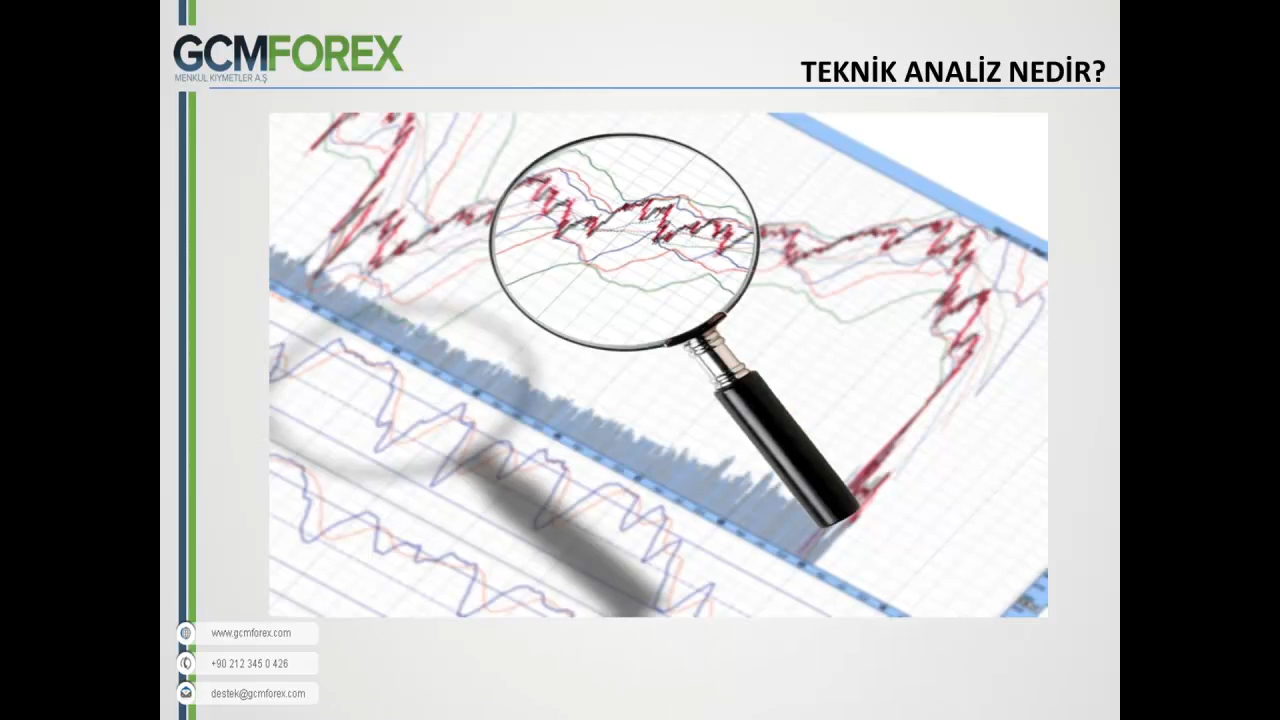 GCMFOREX
MENKUL KIYMETLER A.Ş
TEKNİK ANALİZ NEDİR?
www.gcmforex.com
+90 212 345 0 426
destek@gcmforex.com